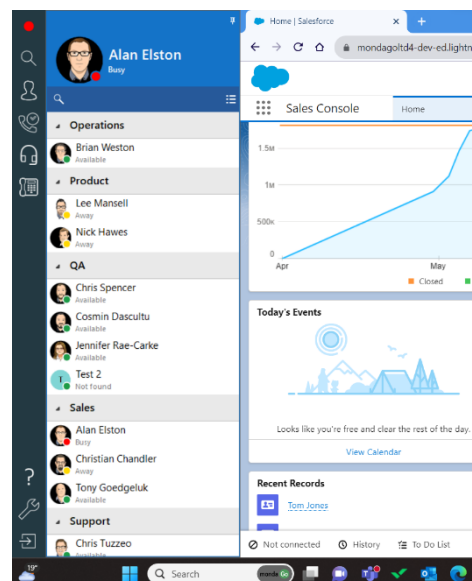 Alan Elston
Busy
Operations
Brian Weston
Available
Product
Lee Mansell
Away
Nick Hawes
Away
QA
Chris Spencer
Available
Cosmin Dascultu
Available
Jennifer Rae-Carke
Available
T
Test 2
Not found
Sales
Alan Elston
Busy
Christian Chandler
Away
Tony Goedgeluk
Available
Support
Chris Tuzzeo
Available
Home | Salesforce
mondagoltd4-dev-ed.lightn
Sales Console
Home
1.5M
1M
500K
0
Apr
May
Closed
Today's Events
Looks like you're free and clear the rest of the day.
View Calendar
Recent Records
Tom Jones
Not connected
History
To Do List
19°
Search
mondo Go